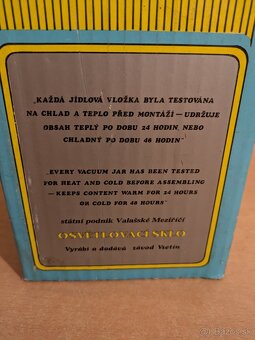 „KAŽDÁ JÍDLOVÁ VLOŽKA BYLA TESTOVÁNA
NA CHLAD A TEPLO PŘED MONTÁŽÍ — UDRŽUJE
OBSAH TEPLÝ PO DOBU 24 HODIN NEBO
CHLADNÝ PO DOBU 48 HODIN"
„EVERY VACUUM JAR HAS BEEN TESTED
FOR HEAT AND COLD BEFORE ASSEMBLING
— KEEPS CONTENT WARM FOR 24 HOURS
OR COLD FOR 48 HOURS"
státní podnik Valašské Meziříčí
OSVĚTLOVACÍ SKLO
Vyrábí a dodává závod Vsetín